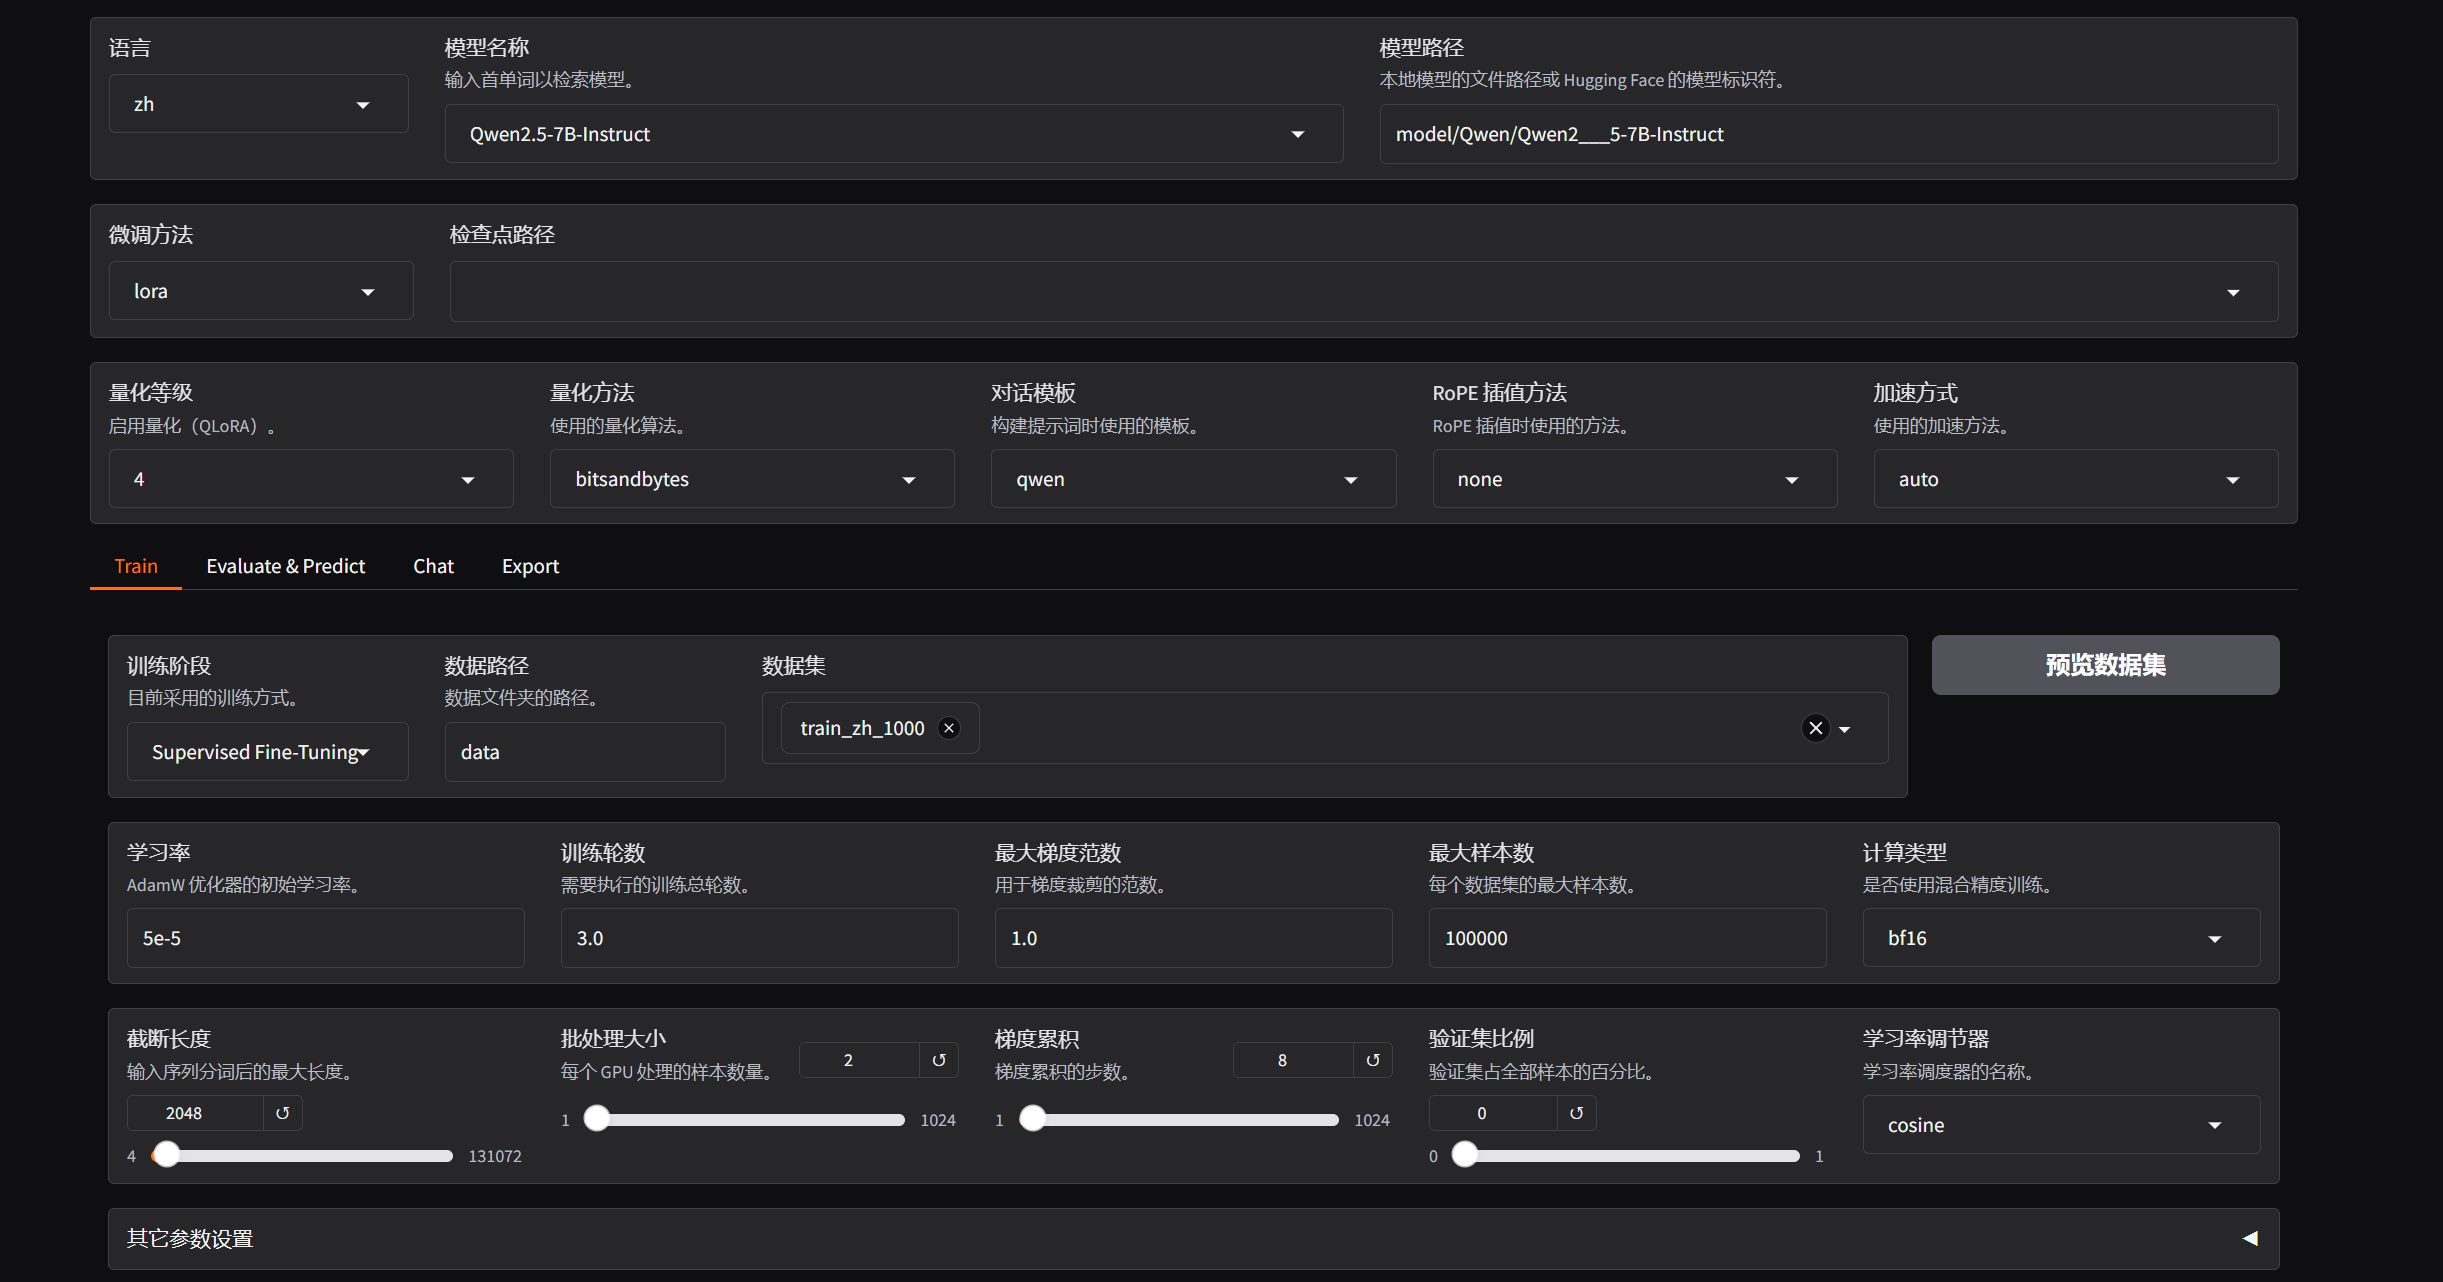 语言
zh
模型名称
输入首单词以检索模型。
Qwen2.5-7B-Instruct
模型路径
本地模型的文件路径或 Hugging Face 的模型标识符。
model/Qwen/Qwen2___5-7B-Instruct
微调方法
lora
检查点路径
量化等级
启用量化（QLoRA）。
4
量化方法
使用的量化算法。
bitsandbytes
对话模板
构建提示词时使用的模板。
qwen
RoPE 插值方法
RoPE 插值时使用的方法。
none
加速方式
使用的加速方法。
auto
Train
Evaluate & Predict
Chat
Export
训练阶段
目前采用的训练方式。
Supervised Fine-Tuning
数据路径
数据文件夹的路径。
data
数据集
train_zh_1000
预览数据集
学习率
AdamW 优化器的初始学习率。
5e-5
训练轮数
需要执行的训练总轮数。
3.0
最大梯度范数
用于梯度裁剪的范数。
1.0
最大样本数
每个数据集的最大样本数。
100000
计算类型
是否使用混合精度训练。
bf16
截断长度
输入序列分词后的最大长度。
2048
4
131072
批处理大小
每个 GPU 处理的样本数量。
2
1
1024
梯度累积
梯度累积的步数。
8
1
1024
验证集比例
验证集占全部样本的百分比。
0
0
1
学习率调节器
学习率调度器的名称。
cosine
其它参数设置